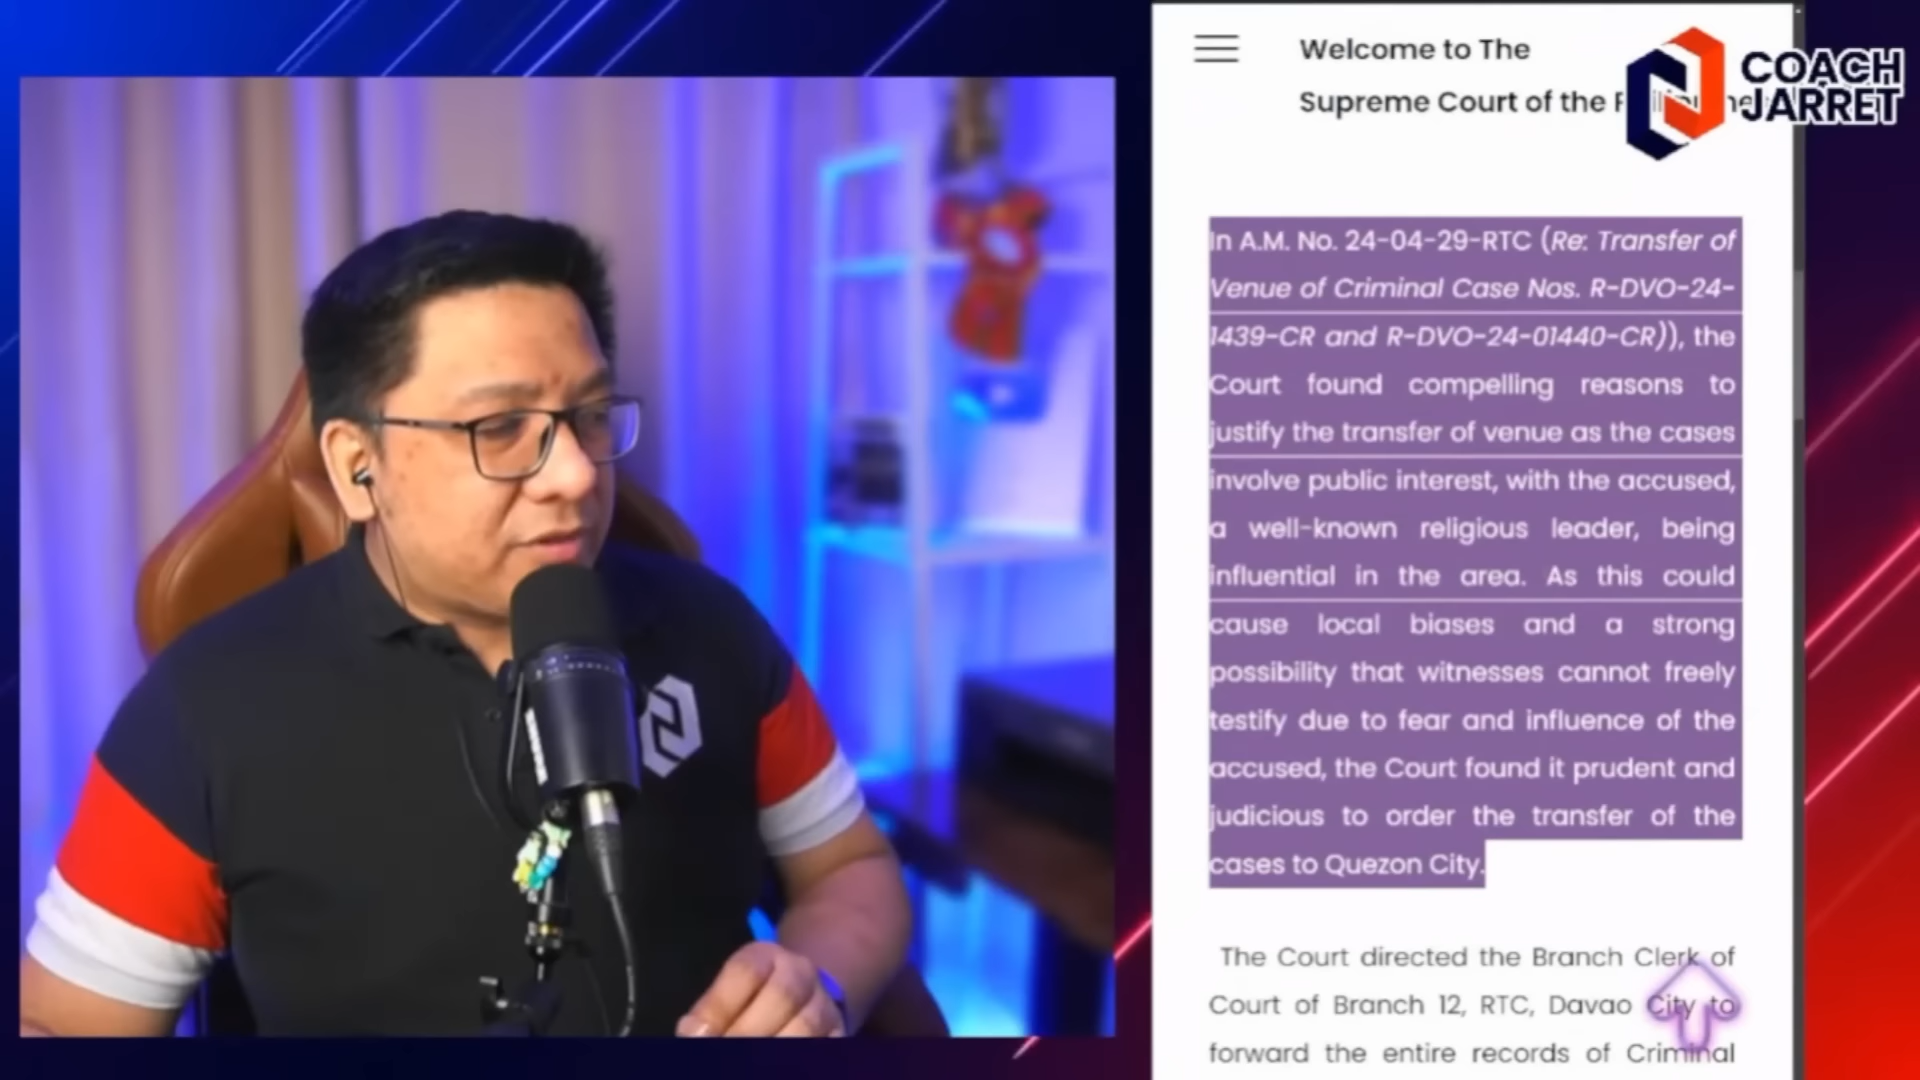 Welcome to The
Supreme Court of the
COACH
JARRET
In A.M. No. 24-04-29-RTC (Re: Transfer of
Venue of Criminal Case Nos. R-DVO-24-
1439-CR and R-DVO-24-01440-CR)), the
Court found compelling reasons to
justify the transfer of venue as the cases
involve public interest, with the accused,
a well-known religious leader, being
influential in the area. As this could
cause local biases and a strong
possibility that witnesses cannot freely
testify due to fear and influence of the
accused, the Court found it prudent and
judicious to order the transfer of the
cases to Quezon City.
The Court directed the Branch Clerk of
Court of Branch 12, RTC, Davao City to
forward the entire records of Criminal